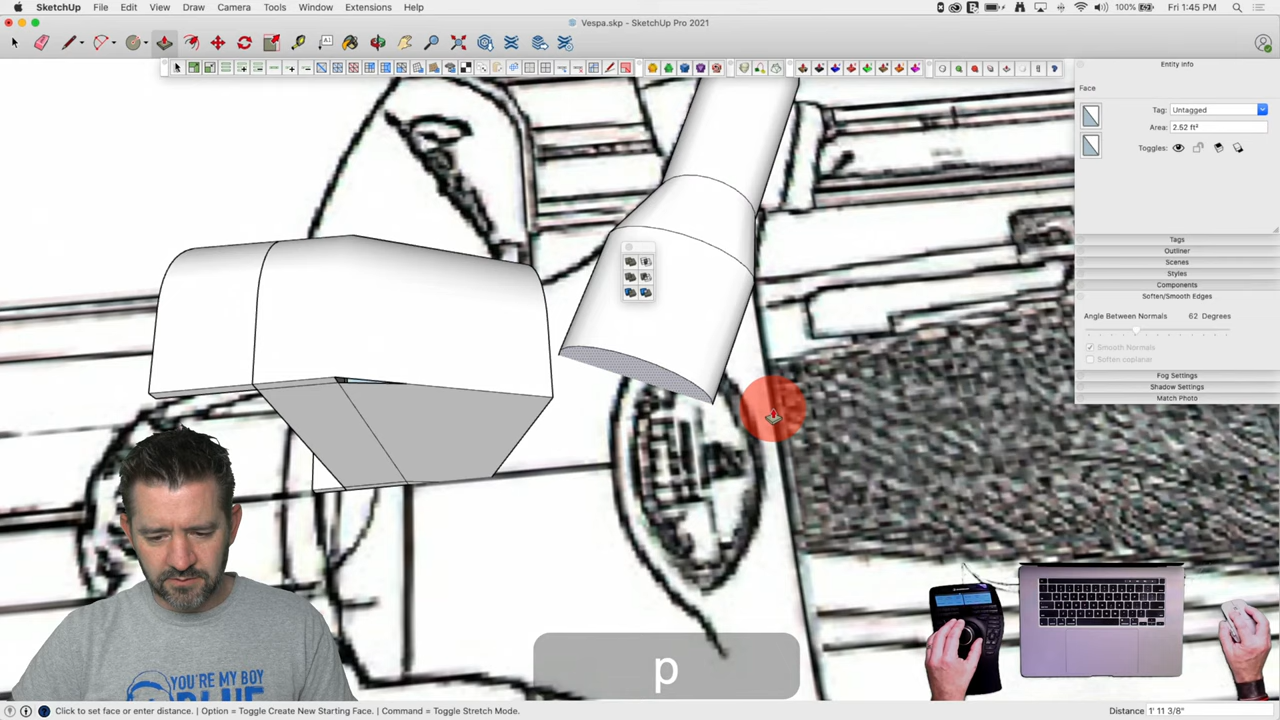 SketchUp File Edit View Draw Camera Tools Window Extensions Help
100% Fri 1:45 PM
Vespa.skp - SketchUp Pro 2021
Entity Info
Face
Tag: Untagged
Area: 2.52 ft²
Toggles:
Tags
Outliner
Scenes
Styles
Components
Soften/Smooth Edges
Angle Between Normals 62 Degrees
Smooth Normals
Soften coplanar
Fog Settings
Shadow Settings
Match Photo
YOU'RE MY BOY
BLUE
p
Click to set face or enter distance. | Option = Toggle Create New Starting Face. | Command = Toggle Stretch Mode.
Distance 1' 11 3/8"